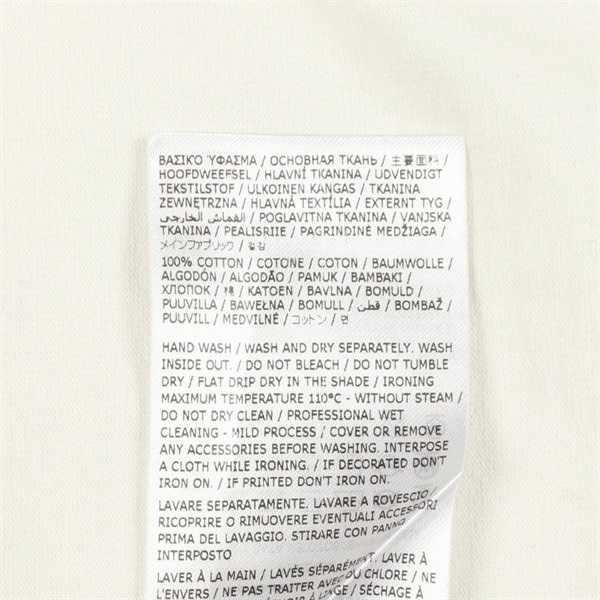 ΒΑΣΙΚΌ ΎΦΑΣΜΑ / ОСНОВНАЯ ТКАНЬ / 主要面料 /
HOOFDWEEFSEL / HLAVNÍ TKANINA / UDVENDIGT
TEKSTILSTOF / ULKOINEN KANGAS / TKANINA
ZEWNĘTRZNA / HLAVNÁ TEXTÍLIA / EXTERNT TYG /
القماش الخارجي / POGLAVITNA TKANINA / VANJSKA
TKANINA / PEALISRIIE / PAGRINDINĖ MEDŽIAGA /
メインファブリック / 겉감
100% COTTON / COTONE / COTON / BAUMWOLLE /
ALGODÓN / ALGODÃO / PAMUK / ΒΑΜΒΑΚΙ /
ХЛОПОК / 棉 / KATOEN / BAVLNA / BOMULD /
PUUVILLA / BAWEŁNA / BOMULL / قطن / BOMBAŽ /
PUUVILL / MEDVILNĖ / コットン / 면
HAND WASH / WASH AND DRY SEPARATELY. WASH
INSIDE OUT. / DO NOT BLEACH / DO NOT TUMBLE
DRY / FLAT DRIP DRY IN THE SHADE / IRONING
MAXIMUM TEMPERATURE 110°C - WITHOUT STEAM /
DO NOT DRY CLEAN / PROFESSIONAL WET
CLEANING - MILD PROCESS / COVER OR REMOVE
ANY ACCESSORIES BEFORE WASHING. INTERPOSE
A CLOTH WHILE IRONING. / IF DECORATED DON'T
IRON ON. / IF PRINTED DON'T IRON ON.
LAVARE SEPARATAMENTE. LAVARE A ROVESCIO /
RICOPRIRE O RIMUOVERE EVENTUALI ACCESSORI
PRIMA DEL LAVAGGIO. STIRARE CON PANNO
INTERPOSTO
LAVER À LA MAIN / LAVÉS SÉPARÉMENT. LAVER À
L'ENVERS / NE PAS TRAITER AVEC DU CHLORE / NE
LINGE / SÉCHAGE À